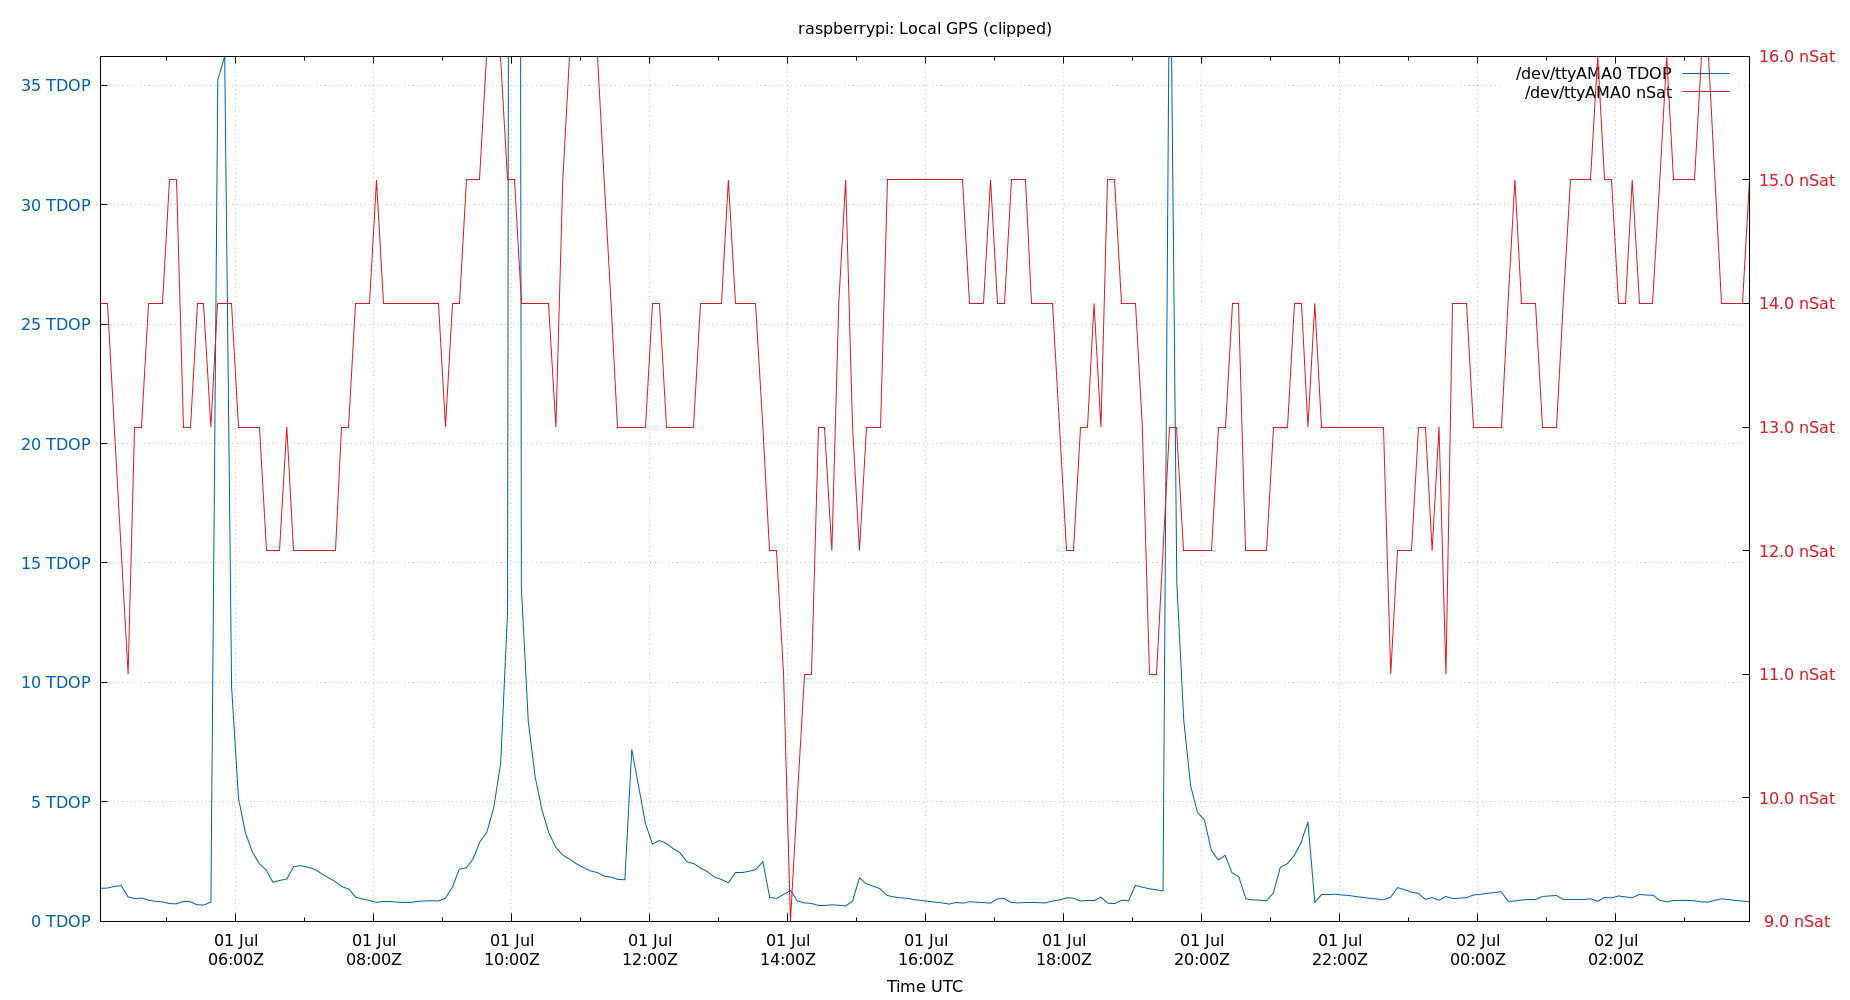 raspberrypi: Local GPS (clipped)
/dev/ttyAMA0 TDOP
/dev/ttyAMA0 nSat
35 TDOP
30 TDOP
25 TDOP
20 TDOP
15 TDOP
10 TDOP
5 TDOP
0 TDOP
16.0 nSat
15.0 nSat
14.0 nSat
13.0 nSat
12.0 nSat
11.0 nSat
10.0 nSat
9.0 nSat
01 Jul
06:00Z
01 Jul
08:00Z
01 Jul
10:00Z
01 Jul
12:00Z
01 Jul
14:00Z
01 Jul
16:00Z
01 Jul
18:00Z
01 Jul
20:00Z
01 Jul
22:00Z
02 Jul
00:00Z
02 Jul
02:00Z
Time UTC